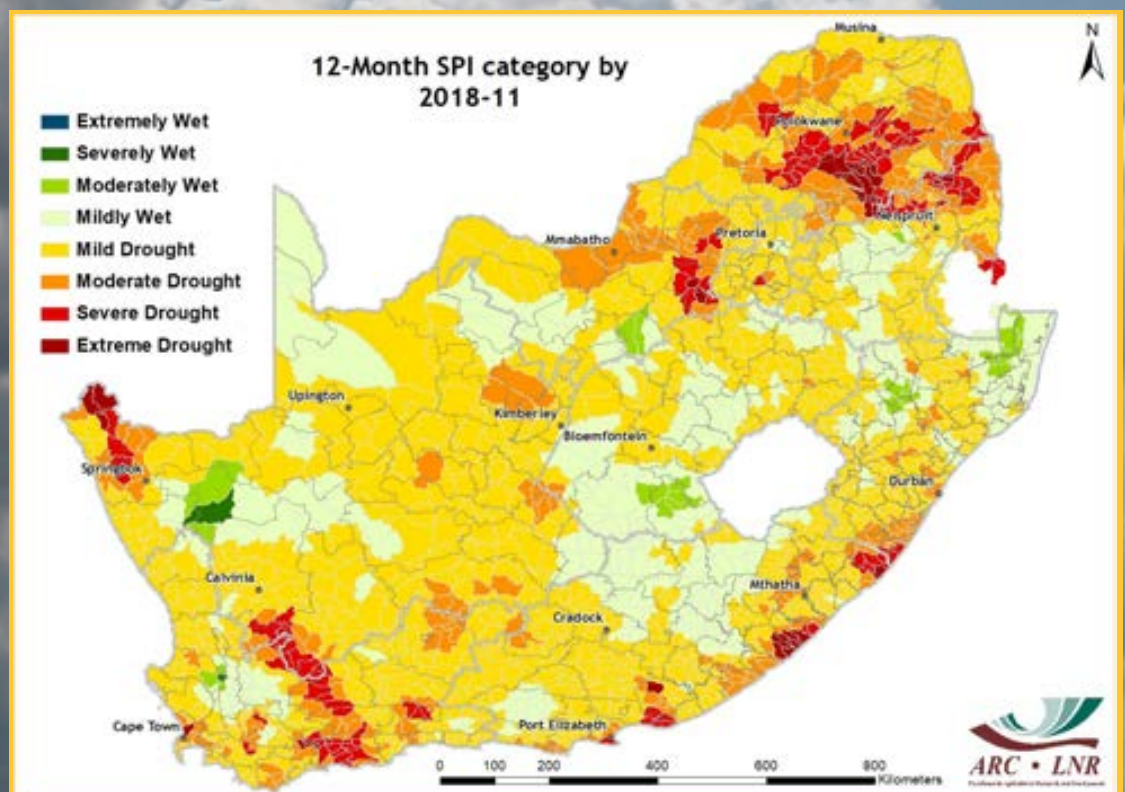 12-Month SPI category by
2018-11
N
Extremely Wet
Severely Wet
Moderately Wet
Mildly Wet
Mild Drought
Moderate Drought
Severe Drought
Extreme Drought
Musina
Polokwane
Nelspruit
Pretoria
Mmabatho
Upington
Kimberley
Bloemfontein
Springbok
Durban
Calvinia
Mthatha
Cradock
Cape Town
Port Elizabeth
0 200 400 600 800
Kilometers
ARC • LNR